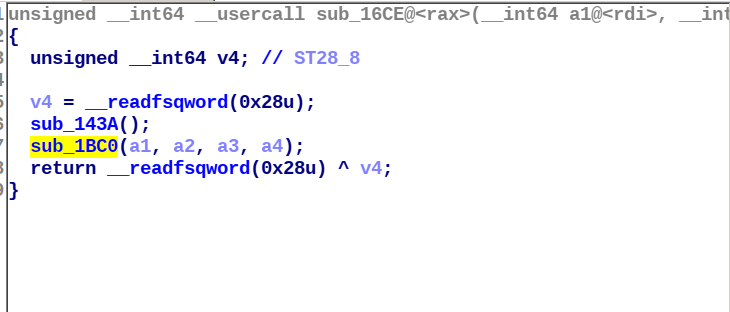 unsigned __int64 __usercall sub_16CE@<rax>(__int64 a1@<rdi>, __int
{
unsigned __int64 v4; // ST28_8
v4 = __readfsqword(0x28u);
sub_143A();
sub_1BC0(a1, a2, a3, a4);
return __readfsqword(0x28u) ^ v4;
}